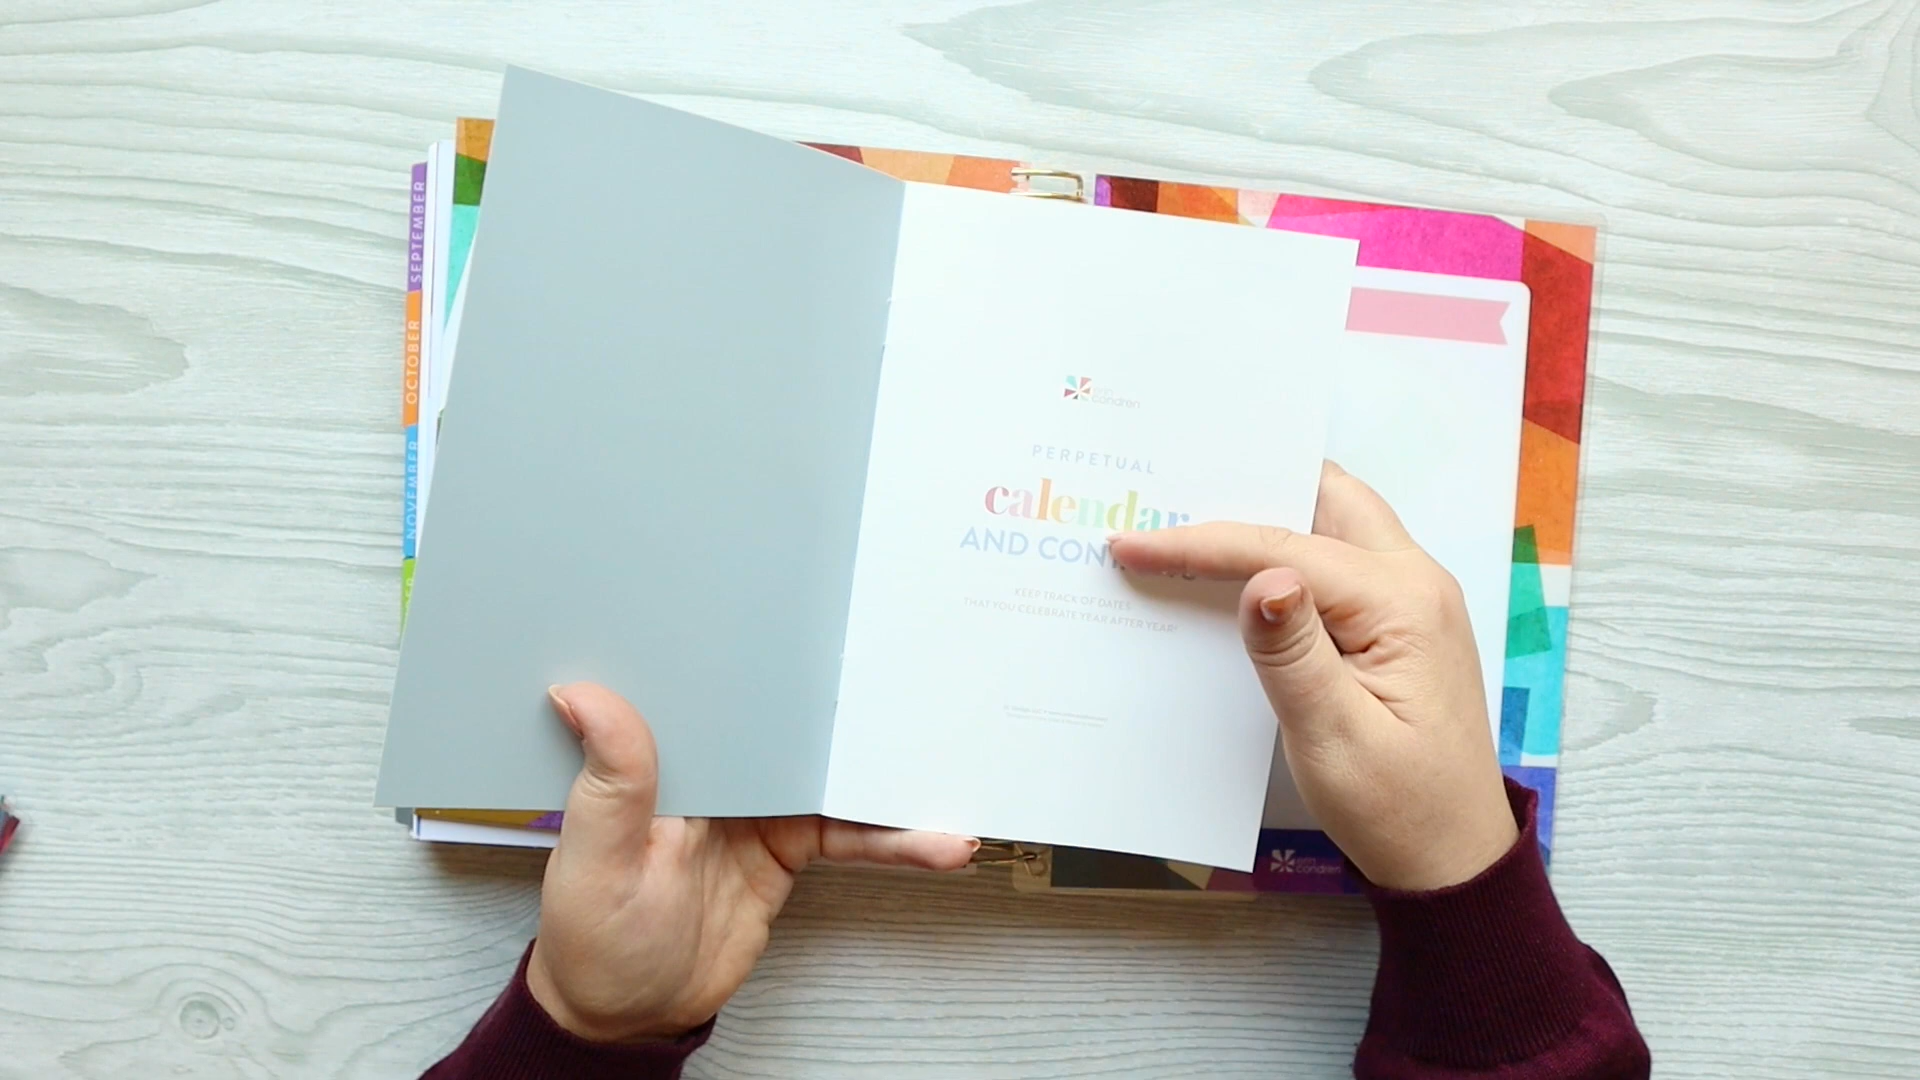 SEPTEMBER
OCTOBER
NOVEMBER
erin
condren
PERPETUAL
calendar
AND CON
KEEP TRACK OF DATES
THAT YOU CELEBRATE YEAR AFTER YEAR!
erin
condren